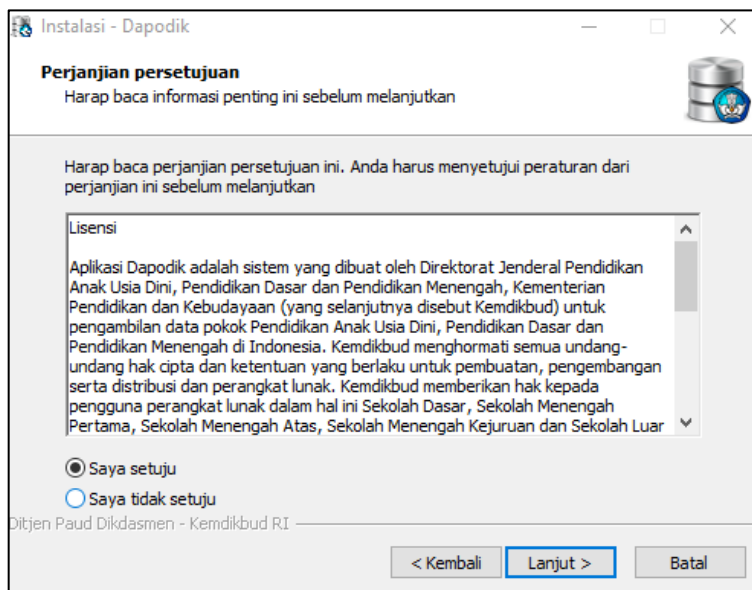 Instalasi - Dapodik
Perjanjian persetujuan
Harap baca informasi penting ini sebelum melanjutkan
Harap baca perjanjian persetujuan ini. Anda harus menyetujui peraturan dari
perjanjian ini sebelum melanjutkan
Lisensi
Aplikasi Dapodik adalah sistem yang dibuat oleh Direktorat Jenderal Pendidikan
Anak Usia Dini, Pendidikan Dasar dan Pendidikan Menengah, Kementerian
Pendidikan dan Kebudayaan (yang selanjutnya disebut Kemdikbud) untuk
pengambilan data pokok Pendidikan Anak Usia Dini, Pendidikan Dasar dan
Pendidikan Menengah di Indonesia. Kemdikbud menghormati semua undang-
undang hak cipta dan ketentuan yang berlaku untuk pembuatan, pengembangan
serta distribusi dan perangkat lunak. Kemdikbud memberikan hak kepada
pengguna perangkat lunak dalam hal ini Sekolah Dasar, Sekolah Menengah
Pertama, Sekolah Menengah Atas, Sekolah Menengah Kejuruan dan Sekolah Luar
Saya setuju
Saya tidak setuju
Ditjen Paud Dikdasmen - Kemdikbud RI
< Kembali
Lanjut >
Batal